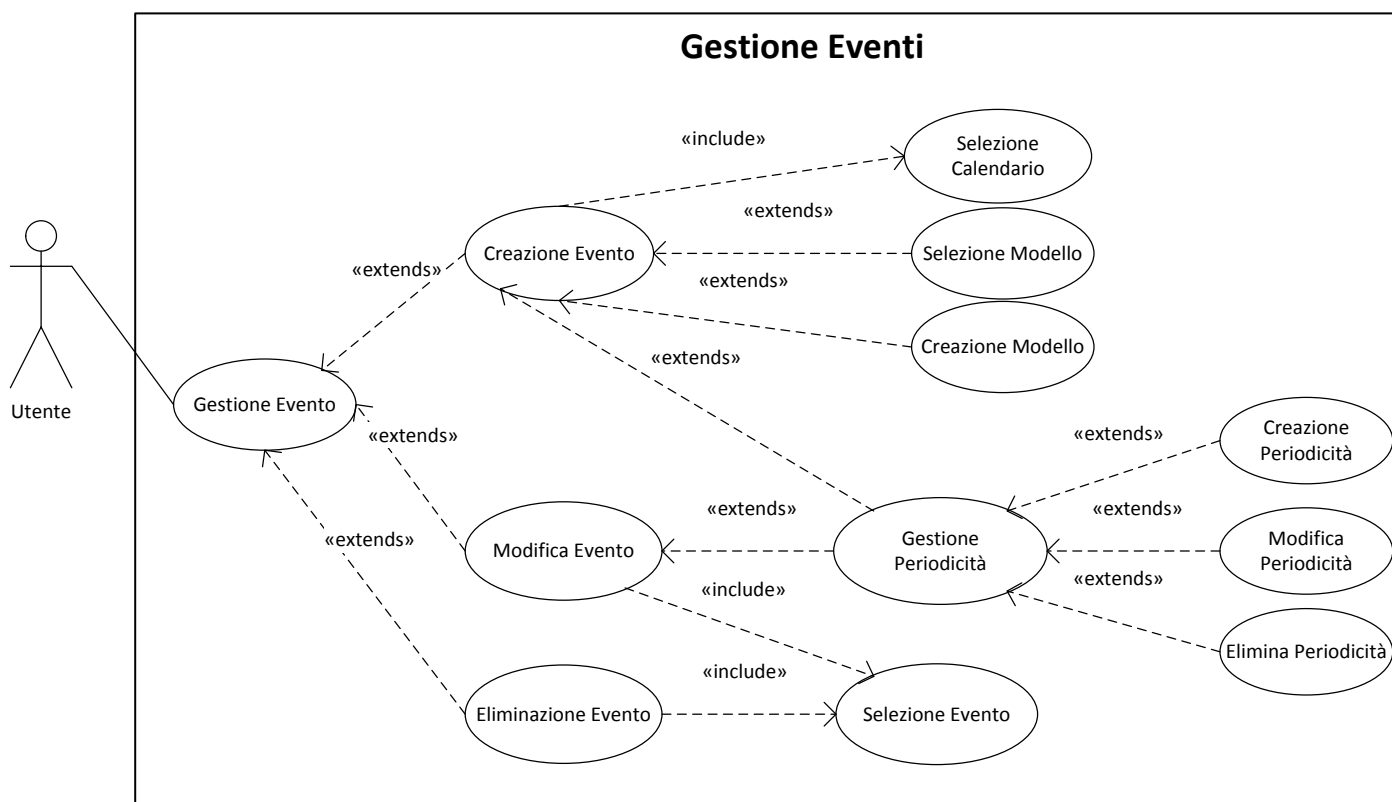 Gestione Eventi
«include»
Selezione
Calendario
«extends»
Creazione Evento
Selezione Modello
«extends»
«extends»
Creazione Modello
«extends»
Utente
Gestione Evento
«extends»
«extends»
Creazione
Periodicità
«extends»
«extends»
«extends»
Modifica Evento
Gestione
Periodicità
Modifica
Periodicità
«include»
«extends»
Elimina Periodicità
«include»
Eliminazione Evento
Selezione Evento